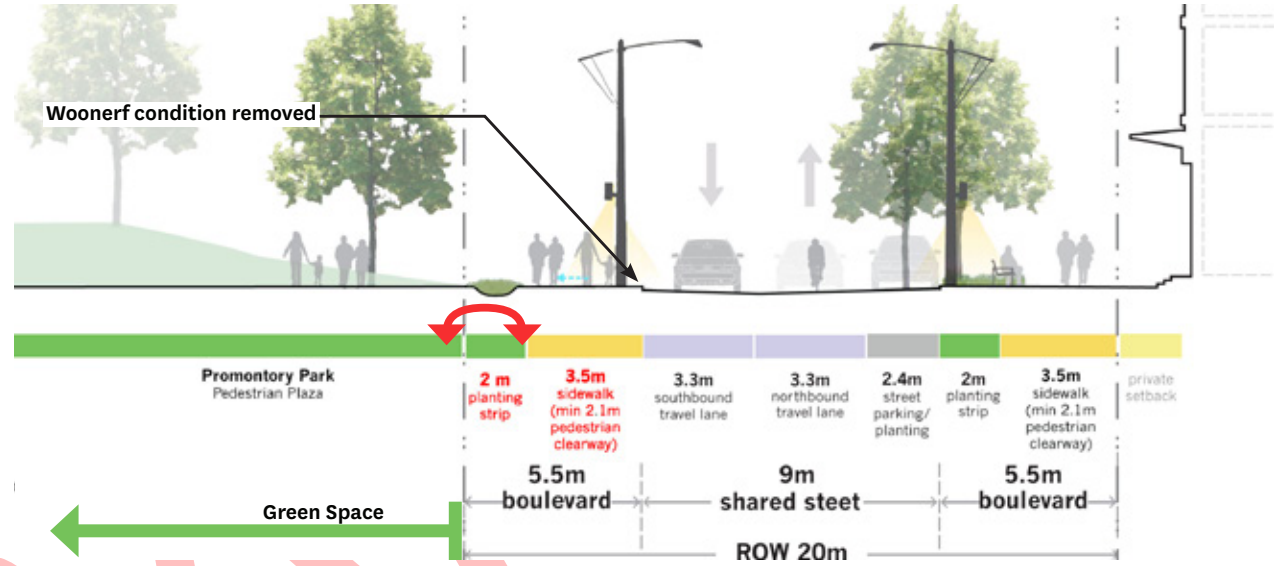 Woonerf condition removed
Promontory Park
Pedestrian Plaza
2 m
planting
strip
3.5m
sidewalk
(min 2.1m
pedestrian
clearway)
3.3m
southbound
travel lane
3.3m
northbound
travel lane
2.4m
street
parking/
planting
2m
planting
strip
3.5m
sidewalk
(min 2.1m
pedestrian
clearway)
private
setback
5.5m
boulevard
9m
shared steet
5.5m
boulevard
Green Space
ROW 20m